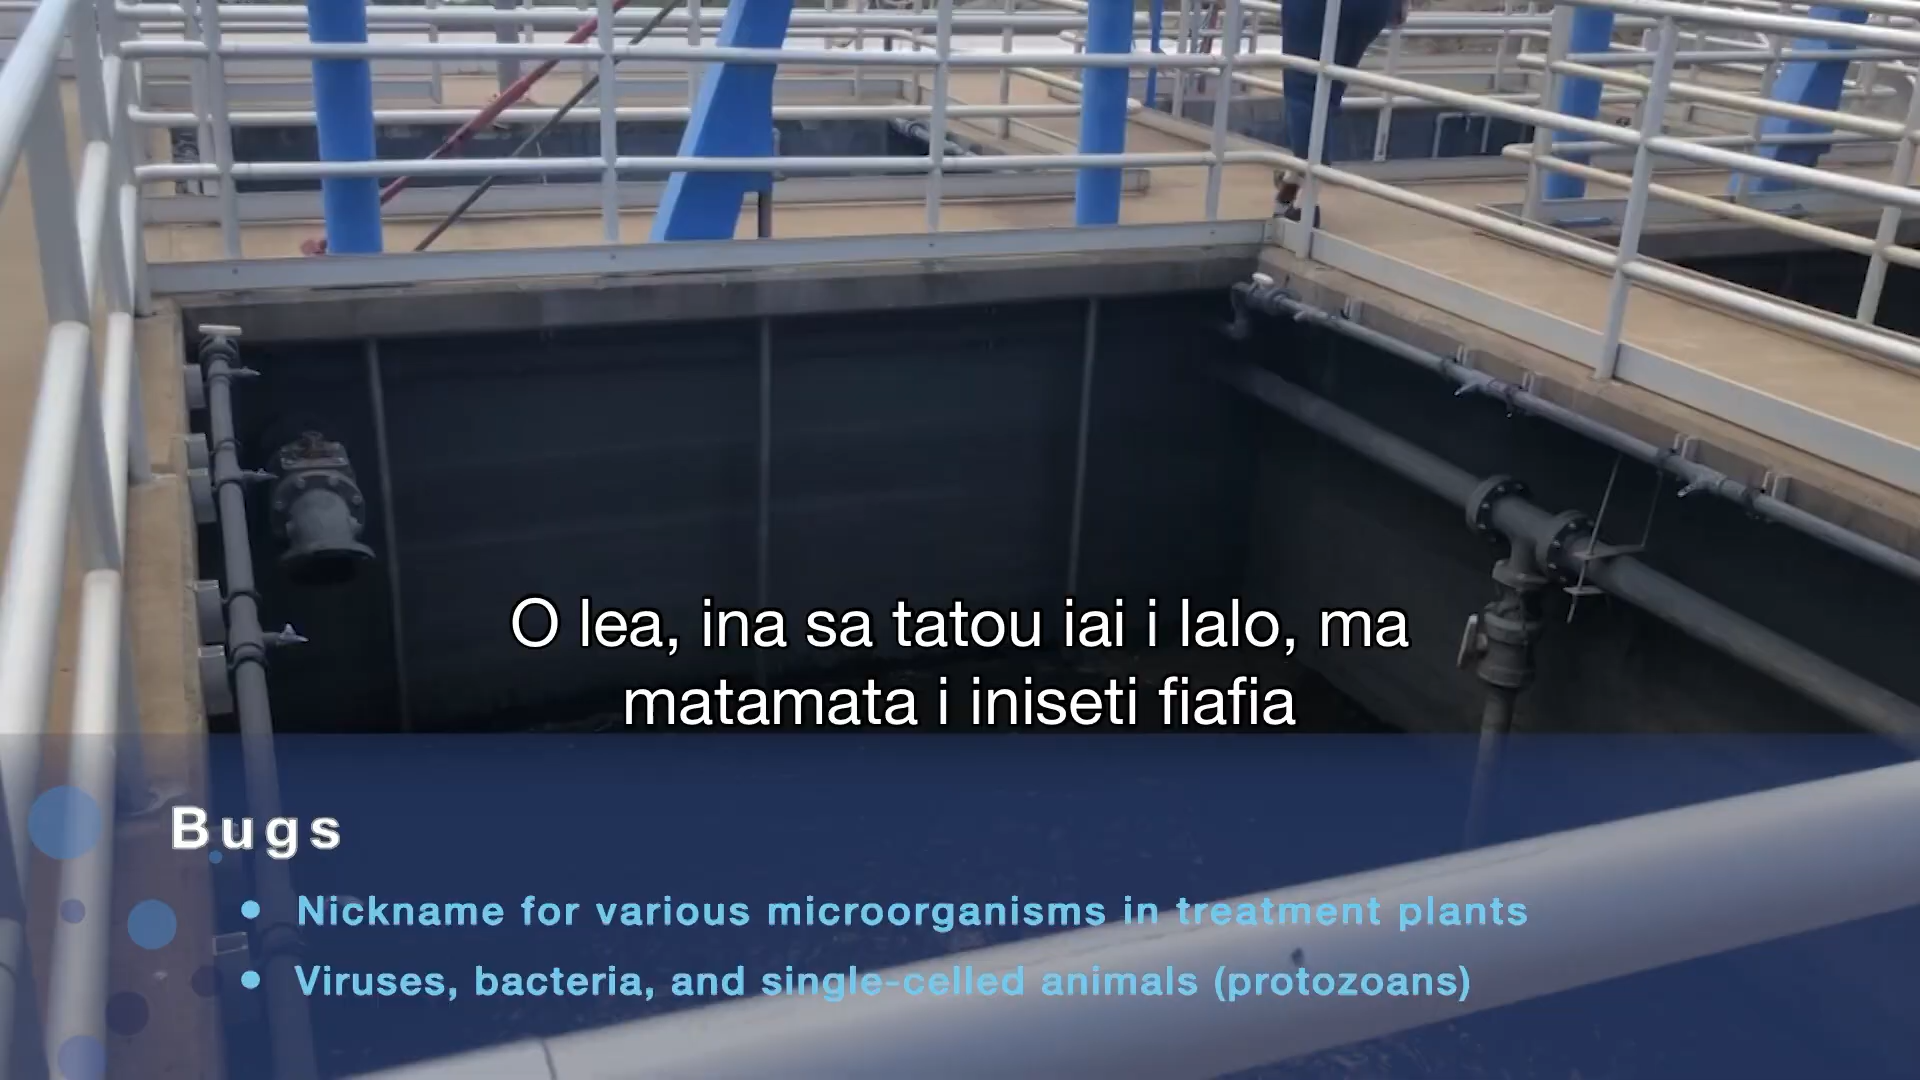 O lea, ina sa tatou iai i lalo, ma
matamata i iniseti fiafia
Bugs
• Nickname for various microorganisms in treatment plants
• Viruses, bacteria, and single-celled animals (protozoans)